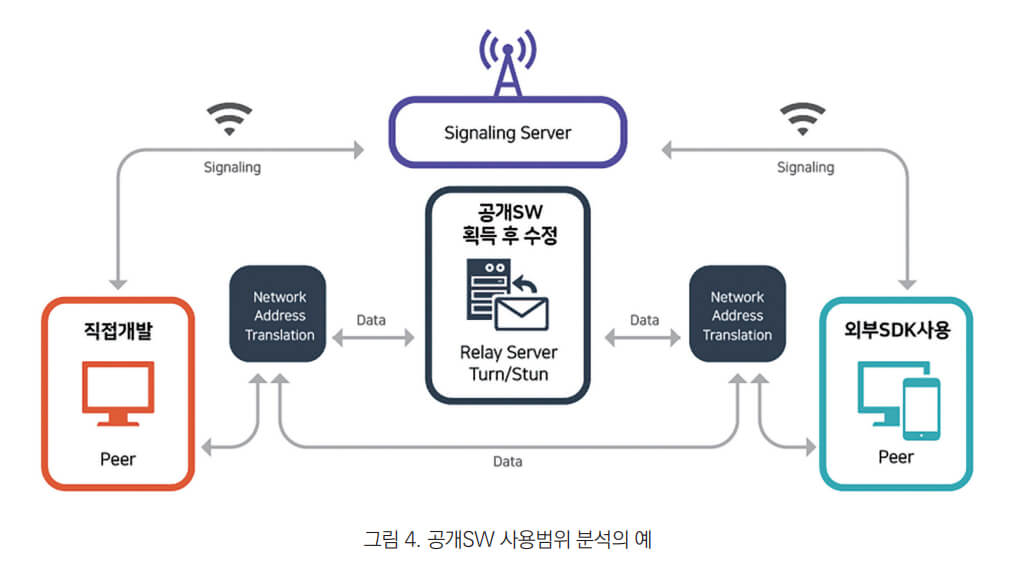 Signaling Server
Signaling
Signaling
공개SW
획득 후 수정
Relay Server
Turn/Stun
Network
Address
Translation
Data
Data
Network
Address
Translation
직접개발
Peer
외부SDK사용
Peer
Data
그림 4. 공개SW 사용범위 분석의 예